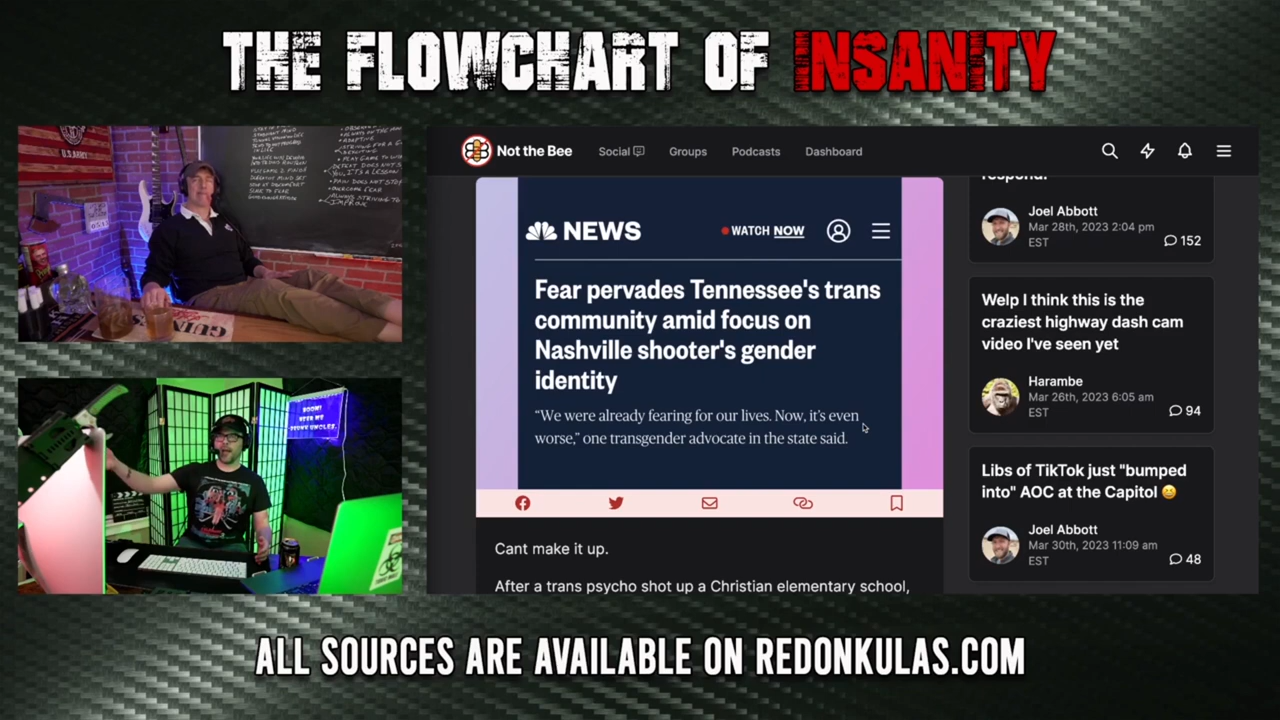 THE FLOWCHART OF INSANITY
U.S. ARMY
GUINNESS
BOOM!
Not the Bee
Social
Groups
Podcasts
Dashboard
NEWS
WATCH NOW
Fear pervades Tennessee's trans
community amid focus on
Nashville shooter's gender
identity
“We were already fearing for our lives. Now, it’s even
worse,” one transgender advocate in the state said.
Cant make it up.
After a trans psycho shot up a Christian elementary school,
respond.
Joel Abbott
Mar 28th, 2023 2:04 pm
EST
152
Welp I think this is the
craziest highway dash cam
video I've seen yet
Harambe
Mar 26th, 2023 6:05 am
EST
94
Libs of TikTok just "bumped
into" AOC at the Capitol 😆
Joel Abbott
Mar 30th, 2023 11:09 am
EST
48
ALL SOURCES ARE AVAILABLE ON REDONKULAS.COM